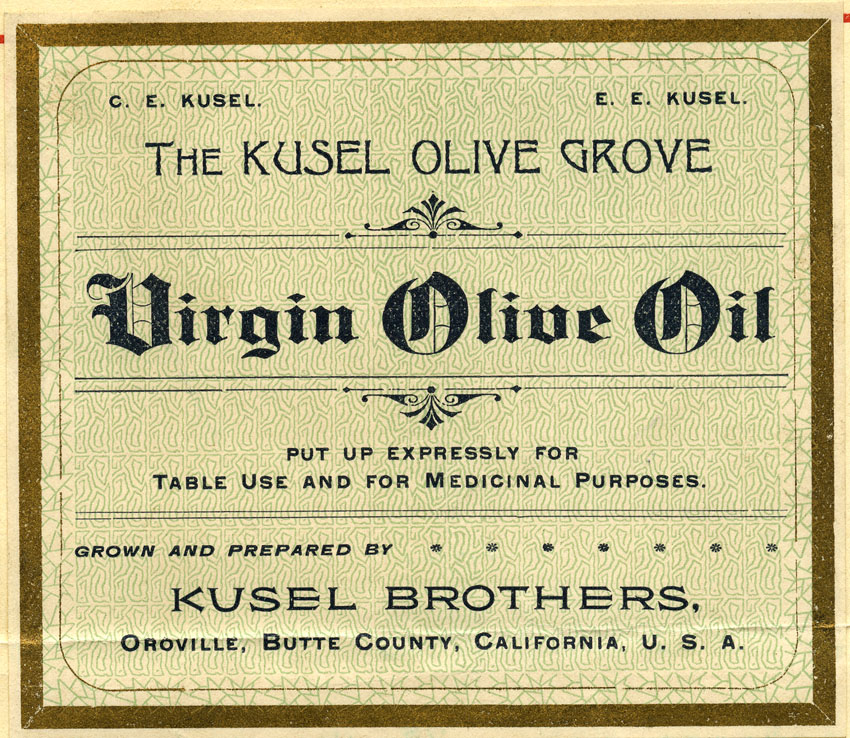 C. E. KUSEL. E. E. KUSEL.
THE KUSEL OLIVE GROVE
Virgin Olive Oil
PUT UP EXPRESSLY FOR
TABLE USE AND FOR MEDICINAL PURPOSES.
GROWN AND PREPARED BY * * * * * * *
KUSEL BROTHERS,
OROVILLE, BUTTE COUNTY, CALIFORNIA, U. S. A.